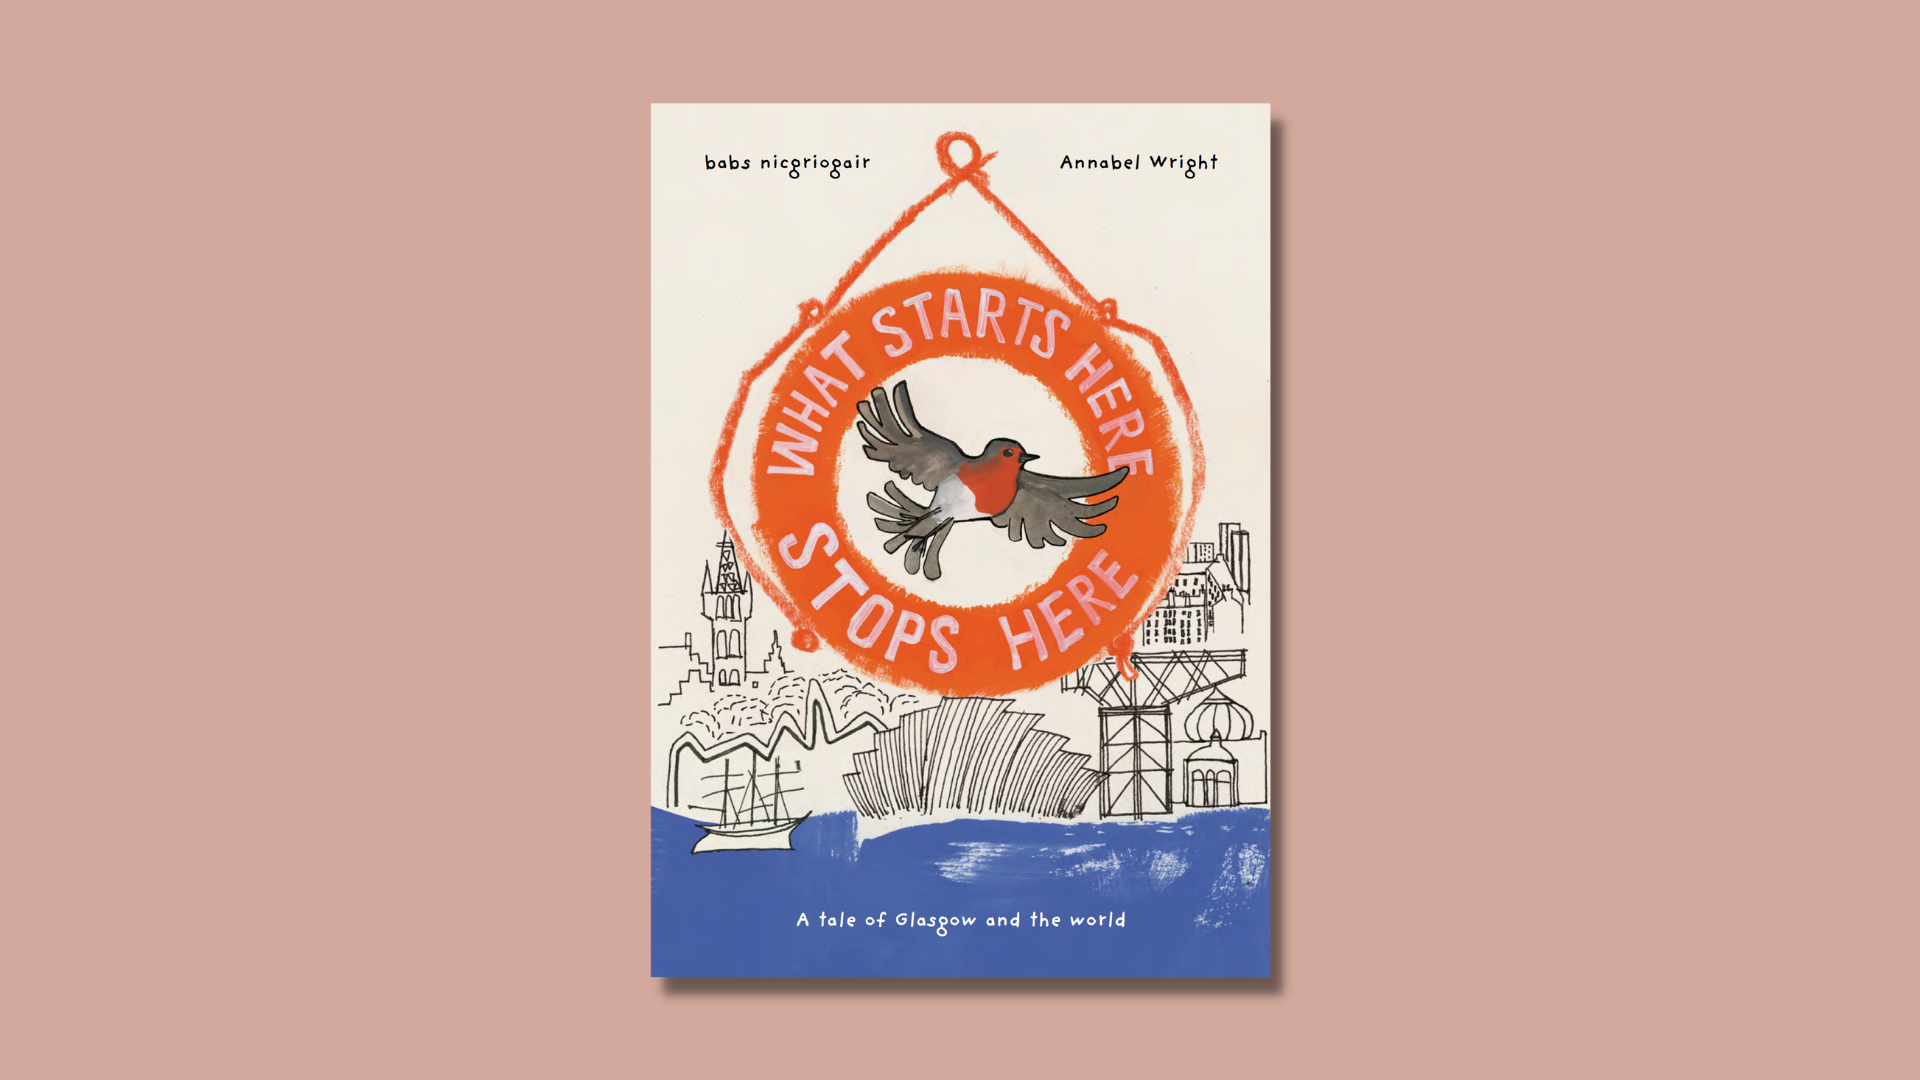 babs nicgriogair
Annabel Wright
WHAT STARTS HERE
STOPS HERE
A tale of Glasgow and the world